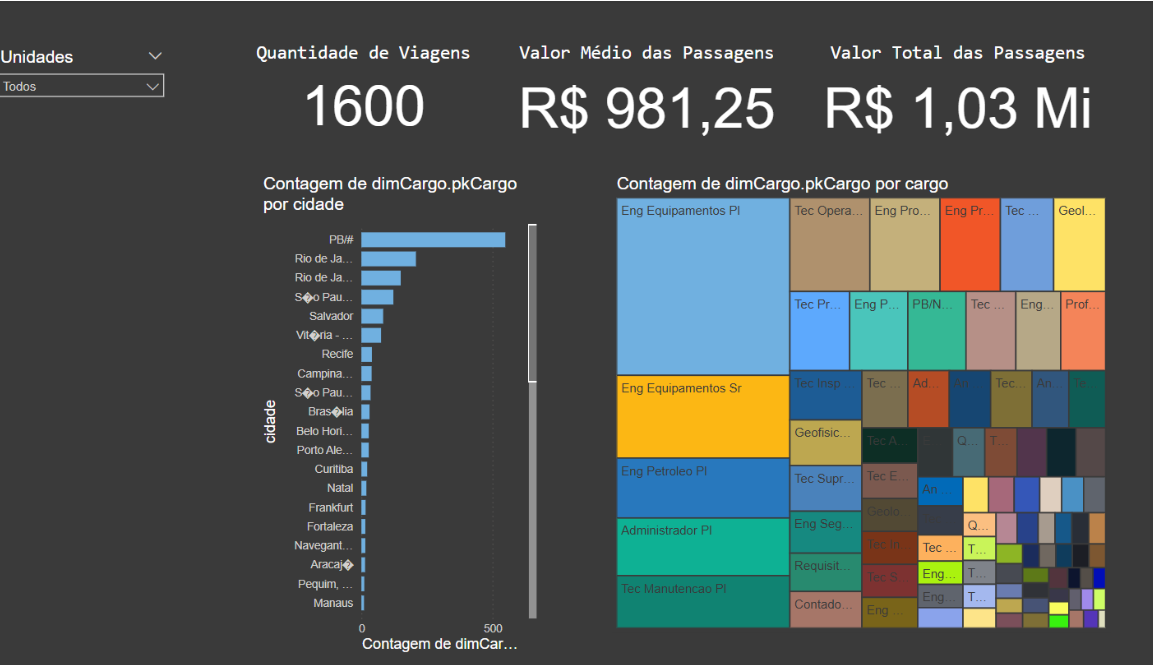 Unidades
Todos
Quantidade de Viagens
1600
Valor Médio das Passagens
R$ 981,25
Valor Total das Passagens
R$ 1,03 Mi
Contagem de dimCargo.pkCargo
por cidade
PB/#
Rio de Ja...
Rio de Ja...
S�o Pau...
Salvador
Vit�ria - ...
Recife
Campina...
S�o Pau...
Bras�lia
Belo Hori...
Porto Ale...
Curitiba
Natal
Frankfurt
Fortaleza
Navegant...
Aracaj�
Pequim, ...
Manaus
cidade
0 500
Contagem de dimCar...
Contagem de dimCargo.pkCargo por cargo
Eng Equipamentos Pl
Eng Equipamentos Sr
Eng Petroleo Pl
Administrador Pl
Tec Manutencao Pl
Tec Opera... Eng Pro... Eng Pr... Tec ... Geol...
Tec Pr... Eng P... PB/N... Tec ... Eng... Prof...
Tec Insp... Tec ... Ad... An... Tec... An... Te...
Geofisic... Tec A... E... Q... T...
Tec Supr... Tec E... An...
Eng Seg... Geolo... Q...
Tec In... Tec ... T...
Requisit... Tec S... Eng... T...
Contado... Eng ... Eng... T...